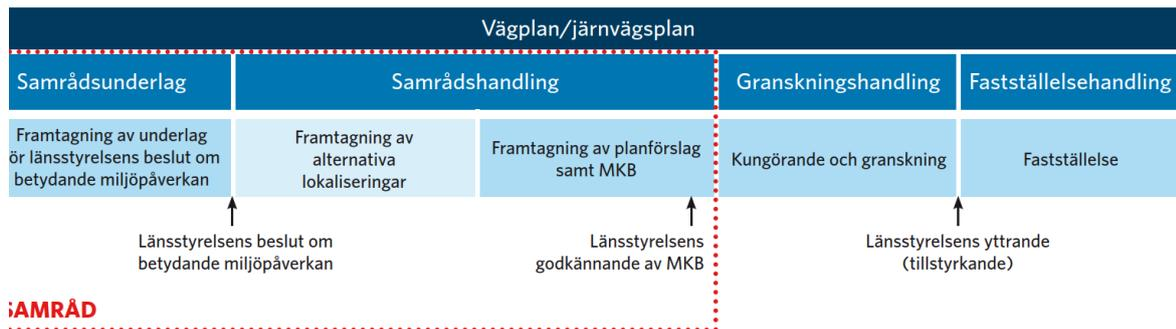 Vägplan/järnvägsplan
Samrådsunderlag
Samrådshandling
Granskningshandling
Fastställelsehandling
Framtagning av underlag
ör länsstyrelsens beslut om
betydande miljöpåverkan
Framtagning av
alternativa
lokaliseringar
Framtagning av planförslag
samt MKB
Kungörande och granskning
Fastställelse
Länsstyrelsens beslut om
betydande miljöpåverkan
Länsstyrelsens
godkännande av MKB
Länsstyrelsens yttrande
(tillstyrkande)
SAMRÅD